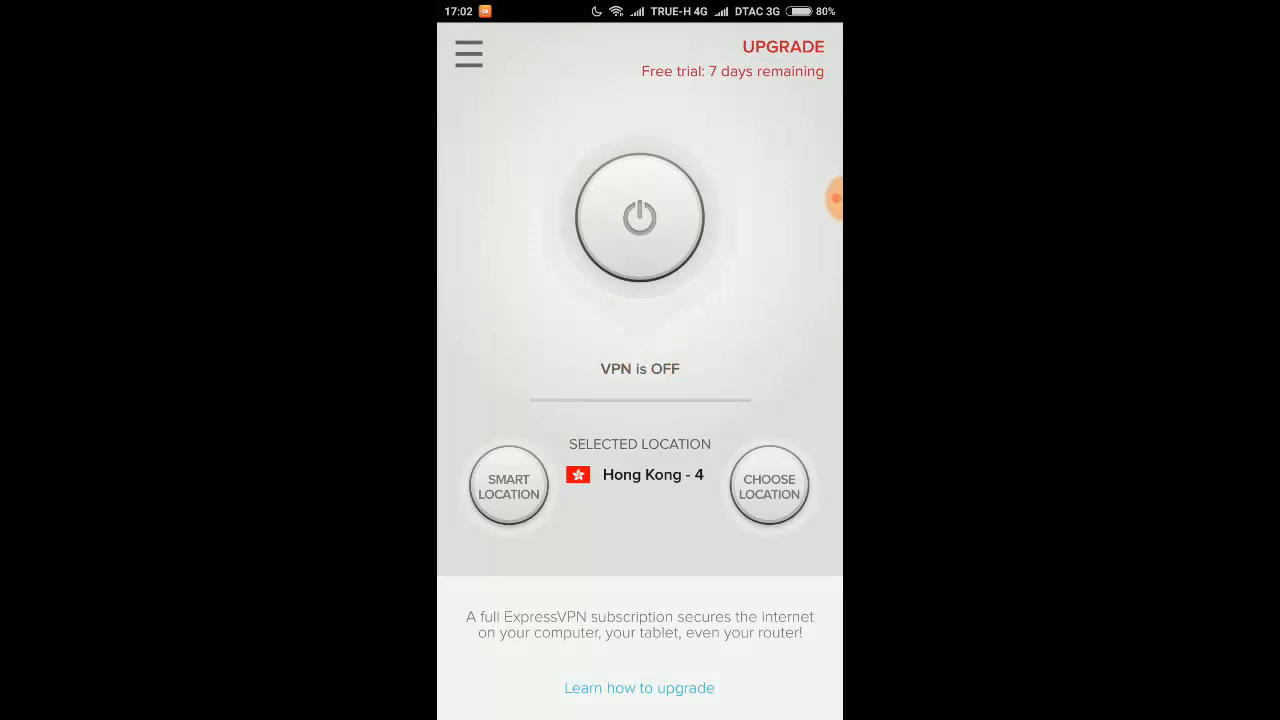 17:02 TRUE-H 4G DTAC 3G 80%
UPGRADE
Free trial: 7 days remaining
VPN is OFF
SELECTED LOCATION
Hong Kong - 4
SMART
LOCATION
CHOOSE
LOCATION
A full ExpressVPN subscription secures the internet
on your computer, your tablet, even your router!
Learn how to upgrade